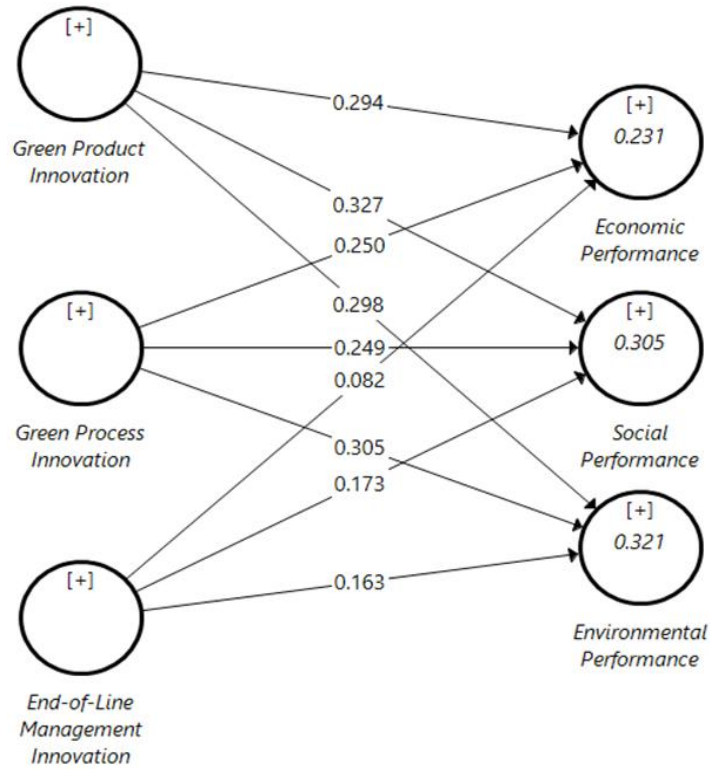 [+]
Green Product
Innovation
[+]
Green Process
Innovation
[+]
End-of-Line
Management
Innovation
0.294
0.327
0.250
0.298
0.249
0.082
0.305
0.173
0.163
[+]
0.231
Economic
Performance
[+]
0.305
Social
Performance
[+]
0.321
Environmental
Performance